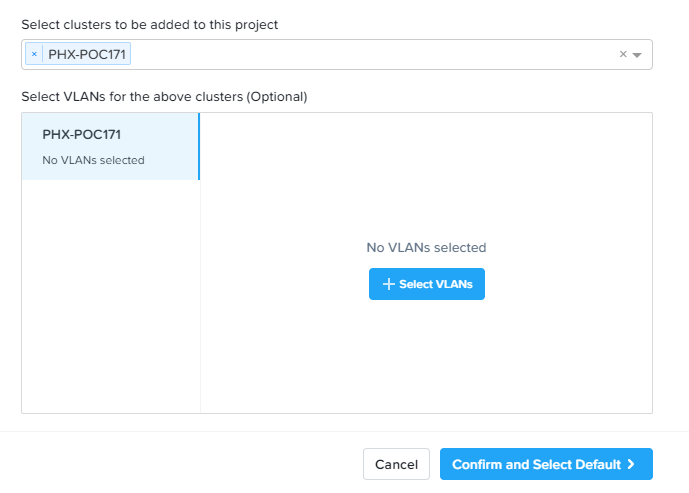 Select clusters to be added to this project
× PHX-POC171 ×
Select VLANs for the above clusters (Optional)
PHX-POC171
No VLANs selected
No VLANs selected
+ Select VLANs
Cancel
Confirm and Select Default >